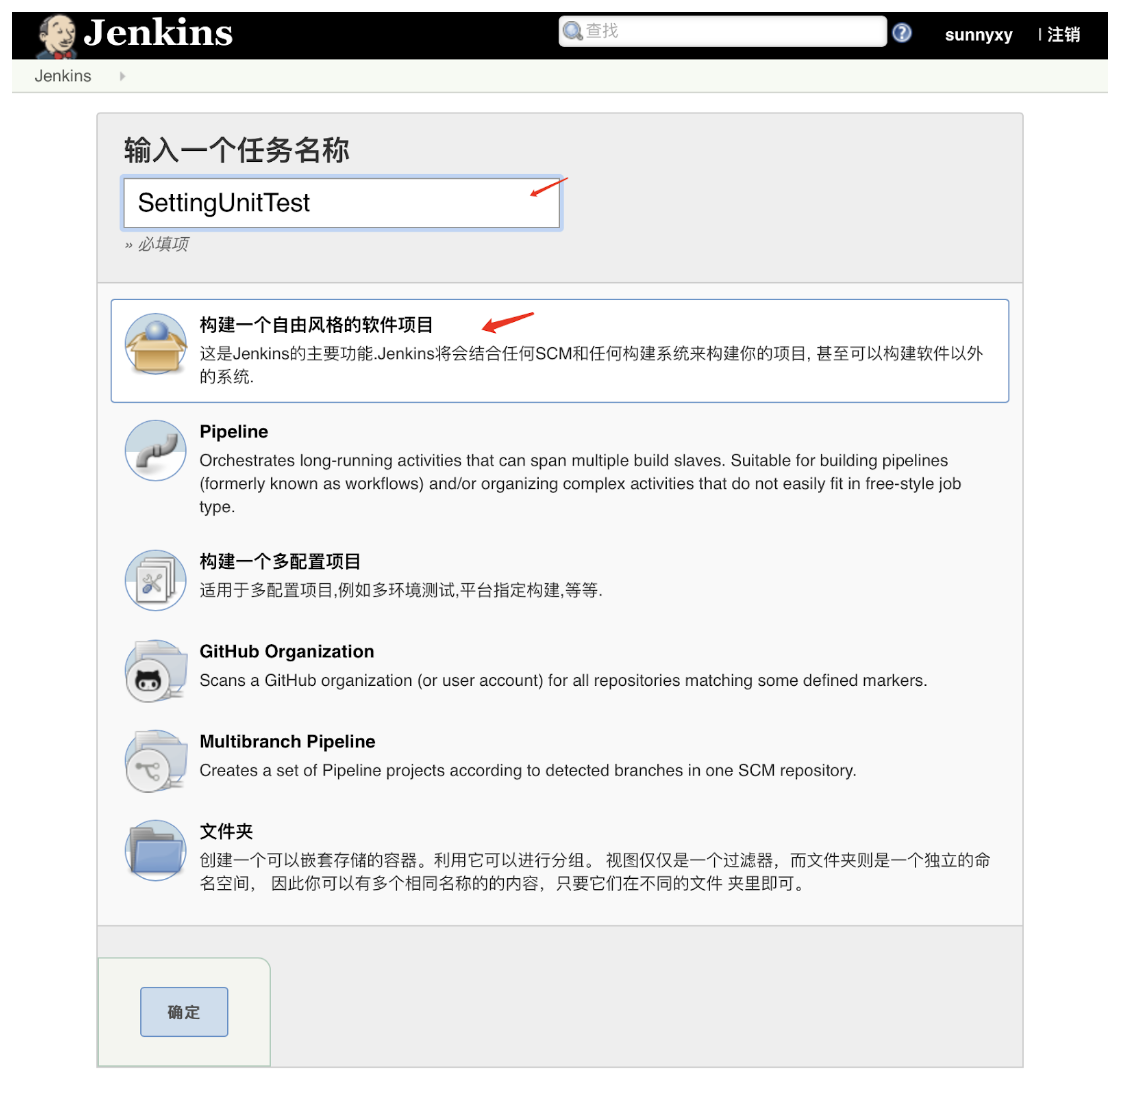 Jenkins
查找
sunnyxy
| 注销
Jenkins
输入一个任务名称
SettingUnitTest
» 必填项
构建一个自由风格的软件项目
这是Jenkins的主要功能.Jenkins将会结合任何SCM和任何构建系统来构建你的项目, 甚至可以构建软件以外
的系统.
Pipeline
Orchestrates long-running activities that can span multiple build slaves. Suitable for building pipelines
(formerly known as workflows) and/or organizing complex activities that do not easily fit in free-style job
type.
构建一个多配置项目
适用于多配置项目,例如多环境测试,平台指定构建,等等.
GitHub Organization
Scans a GitHub organization (or user account) for all repositories matching some defined markers.
Multibranch Pipeline
Creates a set of Pipeline projects according to detected branches in one SCM repository.
文件夹
创建一个可以嵌套存储的容器。利用它可以进行分组。 视图仅仅是一个过滤器，而文件夹则是一个独立的命
名空间， 因此你可以有多个相同名称的的内容，只要它们在不同的文件 夹里即可。
确定